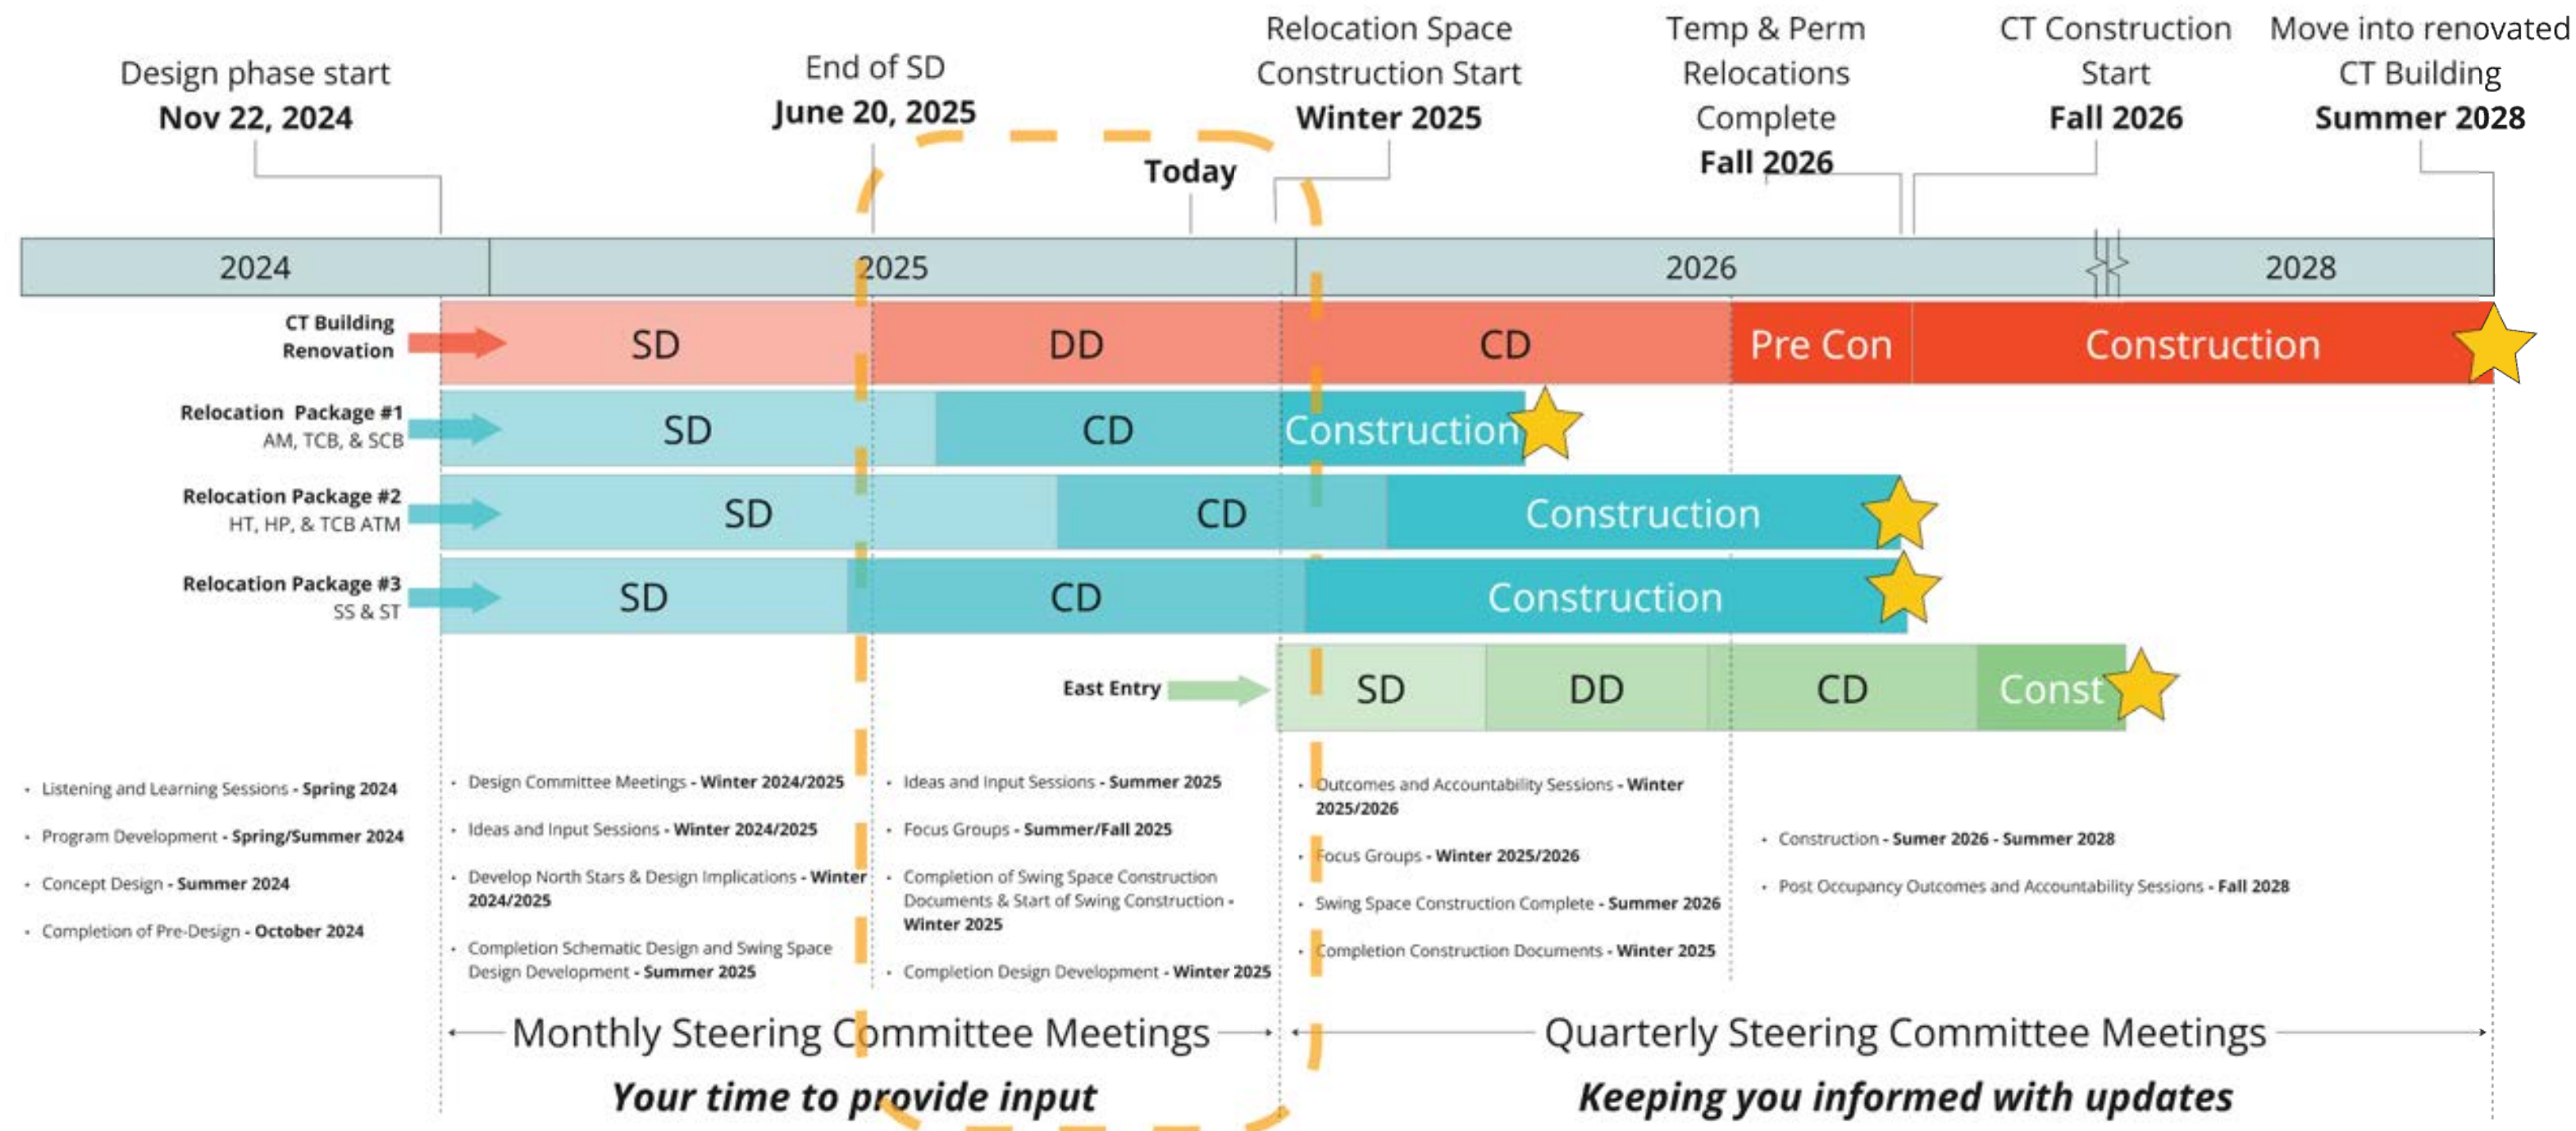 Design phase start
Nov 22, 2024
End of SD
June 20, 2025
Today
Relocation Space
Construction Start
Winter 2025
Temp & Perm
Relocations
Complete
Fall 2026
CT Construction
Start
Fall 2026
Move into renovated
CT Building
Summer 2028
2024
2025
2026
2028
CT Building
Renovation
SD
DD
CD
Pre Con
Construction
Relocation Package #1
AM, TCB, & SCB
SD
CD
Construction
Relocation Package #2
HT, HP, & TCB ATM
SD
CD
Construction
Relocation Package #3
SS & ST
SD
CD
Construction
East Entry
SD
DD
CD
Const
• Listening and Learning Sessions - Spring 2024
• Program Development - Spring/Summer 2024
• Concept Design - Summer 2024
• Completion of Pre-Design - October 2024
• Design Committee Meetings - Winter 2024/2025
• Ideas and Input Sessions - Winter 2024/2025
• Develop North Stars & Design Implications - Winter
2024/2025
• Completion Schematic Design and Swing Space
Design Development - Summer 2025
• Ideas and Input Sessions - Summer 2025
• Focus Groups - Summer/Fall 2025
• Completion of Swing Space Construction
Documents & Start of Swing Construction -
Winter 2025
• Completion Design Development - Winter 2025
• Outcomes and Accountability Sessions - Winter
2025/2026
• Focus Groups - Winter 2025/2026
• Swing Space Construction Complete - Summer 2026
• Completion Construction Documents - Winter 2025
• Construction - Sumer 2026 - Summer 2028
• Post Occupancy Outcomes and Accountability Sessions - Fall 2028
Monthly Steering Committee Meetings
Your time to provide input
Quarterly Steering Committee Meetings
Keeping you informed with updates